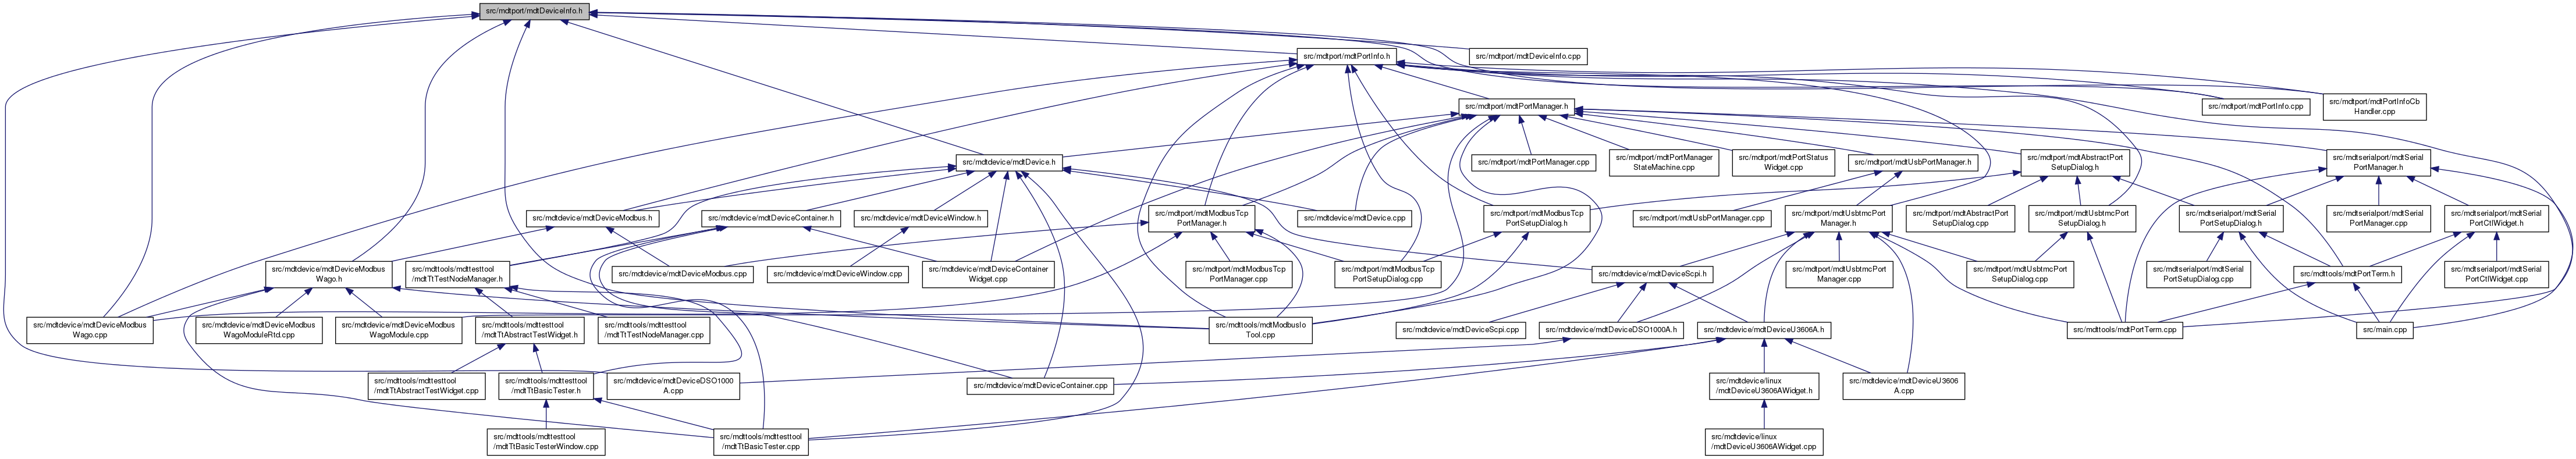 src/mdtport/mdtDeviceInfo.h
src/mdtport/mdtPortInfo.h
src/mdtport/mdtDeviceInfo.cpp
src/mdtport/mdtPortManager.h
src/mdtport/mdtPortInfo.cpp
src/mdtport/mdtPortInfoCb
Handler.cpp
src/mdtdevice/mdtDevice.h
src/mdtport/mdtPortManager.cpp
src/mdtport/mdtPortManager
StateMachine.cpp
src/mdtport/mdtPortStatus
Widget.cpp
src/mdtport/mdtUsbPortManager.h
src/mdtport/mdtAbstractPort
SetupDialog.h
src/mdtserialport/mdtSerial
PortManager.h
src/mdtdevice/mdtDeviceModbus.h
src/mdtdevice/mdtDeviceContainer.h
src/mdtdevice/mdtDeviceWindow.h
src/mdtport/mdtModbusTcp
PortManager.h
src/mdtdevice/mdtDevice.cpp
src/mdtport/mdtModbusTcp
PortSetupDialog.h
src/mdtport/mdtUsbPortManager.cpp
src/mdtport/mdtUsbtmcPort
Manager.h
src/mdtport/mdtAbstractPort
SetupDialog.cpp
src/mdtport/mdtUsbtmcPort
SetupDialog.h
src/mdtserialport/mdtSerial
PortSetupDialog.h
src/mdtserialport/mdtSerial
PortManager.cpp
src/mdtserialport/mdtSerial
PortCtlWidget.h
src/mdtdevice/mdtDeviceModbus
Wago.h
src/mdttools/mdttesttool
/mdtTtTestNodeManager.h
src/mdtdevice/mdtDeviceModbus.cpp
src/mdtdevice/mdtDeviceWindow.cpp
src/mdtdevice/mdtDeviceContainer
Widget.cpp
src/mdtport/mdtModbusTcp
PortManager.cpp
src/mdtport/mdtModbusTcp
PortSetupDialog.cpp
src/mdtdevice/mdtDeviceScpi.h
src/mdtport/mdtUsbtmcPort
Manager.cpp
src/mdtport/mdtUsbtmcPort
SetupDialog.cpp
src/mdtserialport/mdtSerial
PortSetupDialog.cpp
src/mdttools/mdtPortTerm.h
src/mdtserialport/mdtSerial
PortCtlWidget.cpp
src/mdtdevice/mdtDeviceModbus
Wago.cpp
src/mdtdevice/mdtDeviceModbus
WagoModuleRtd.cpp
src/mdtdevice/mdtDeviceModbus
WagoModule.cpp
src/mdttools/mdttesttool
/mdtTtAbstractTestWidget.h
src/mdttools/mdttesttool
/mdtTtTestNodeManager.cpp
src/mdttools/mdtModbusIo
Tool.cpp
src/mdtdevice/mdtDeviceScpi.cpp
src/mdtdevice/mdtDeviceDSO1000A.h
src/mdtdevice/mdtDeviceU3606A.h
src/mdttools/mdtPortTerm.cpp
src/main.cpp
src/mdttools/mdttesttool
/mdtTtAbstractTestWidget.cpp
src/mdttools/mdttesttool
/mdtTtBasicTester.h
src/mdtdevice/mdtDeviceDSO1000
A.cpp
src/mdtdevice/mdtDeviceContainer.cpp
src/mdtdevice/linux
/mdtDeviceU3606AWidget.h
src/mdtdevice/mdtDeviceU3606
A.cpp
src/mdttools/mdttesttool
/mdtTtBasicTesterWindow.cpp
src/mdttools/mdttesttool
/mdtTtBasicTester.cpp
src/mdtdevice/linux
/mdtDeviceU3606AWidget.cpp